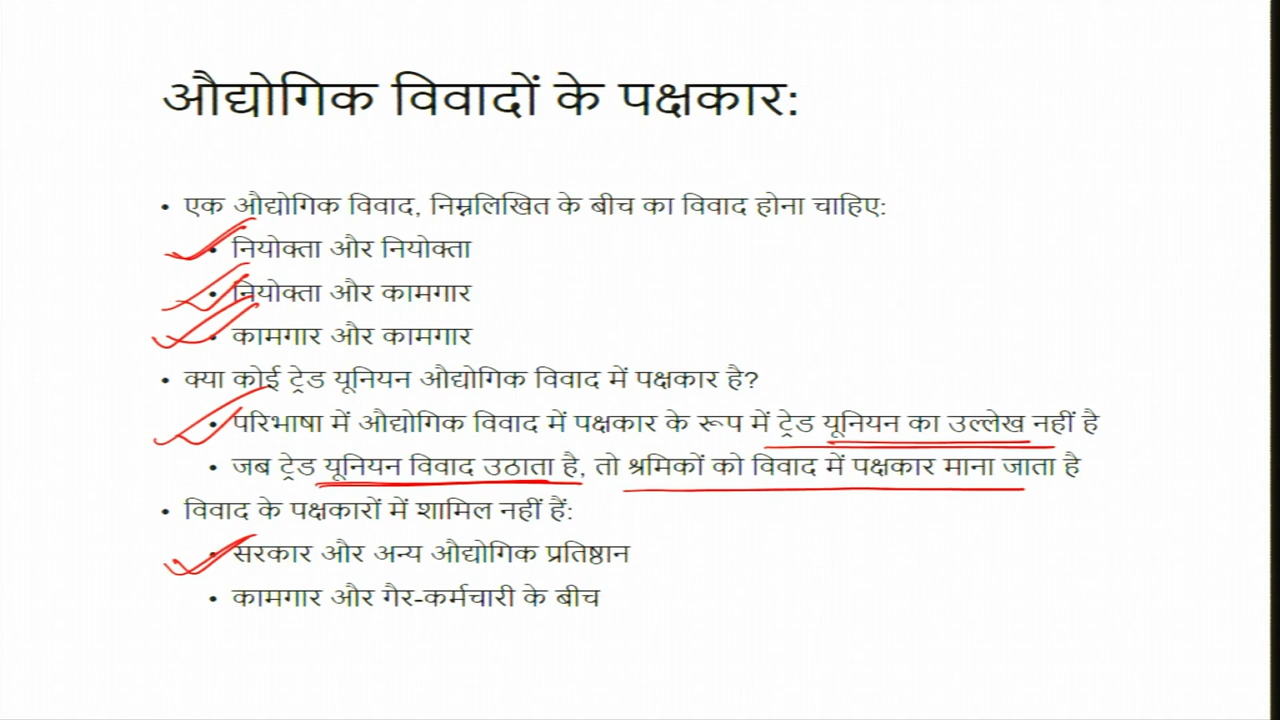 औद्योगिक विवादों के पक्षकार:
• एक औद्योगिक विवाद, निम्नलिखित के बीच का विवाद होना चाहिए:
• नियोक्ता और नियोक्ता
• नियोक्ता और कामगार
• कामगार और कामगार
• क्या कोई ट्रेड यूनियन औद्योगिक विवाद में पक्षकार है?
• परिभाषा में औद्योगिक विवाद में पक्षकार के रूप में ट्रेड यूनियन का उल्लेख नहीं है
• जब ट्रेड यूनियन विवाद उठाता है, तो श्रमिकों को विवाद में पक्षकार माना जाता है
• विवाद के पक्षकारों में शामिल नहीं हैं:
• सरकार और अन्य औद्योगिक प्रतिष्ठान
• कामगार और गैर-कर्मचारी के बीच